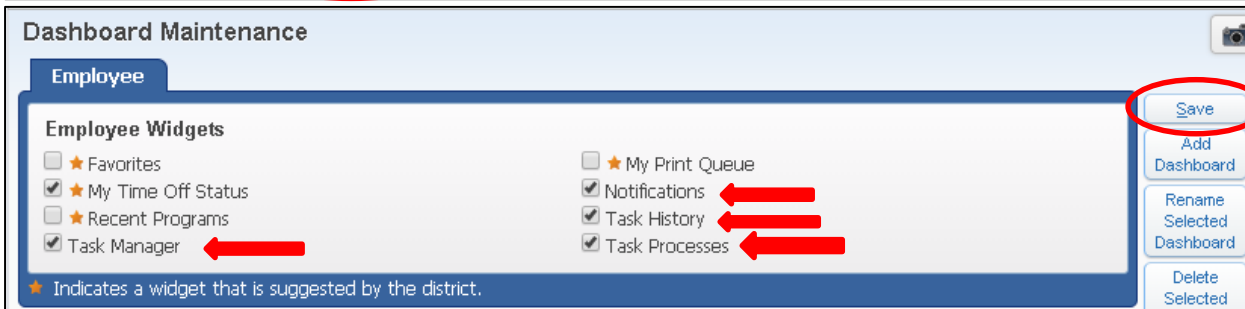 Dashboard Maintenance
Employee
Employee Widgets
Favorites
My Time Off Status
Recent Programs
Task Manager
My Print Queue
Notifications
Task History
Task Processes
Indicates a widget that is suggested by the district.
Save
Add
Dashboard
Rename
Selected
Dashboard
Delete
Selected